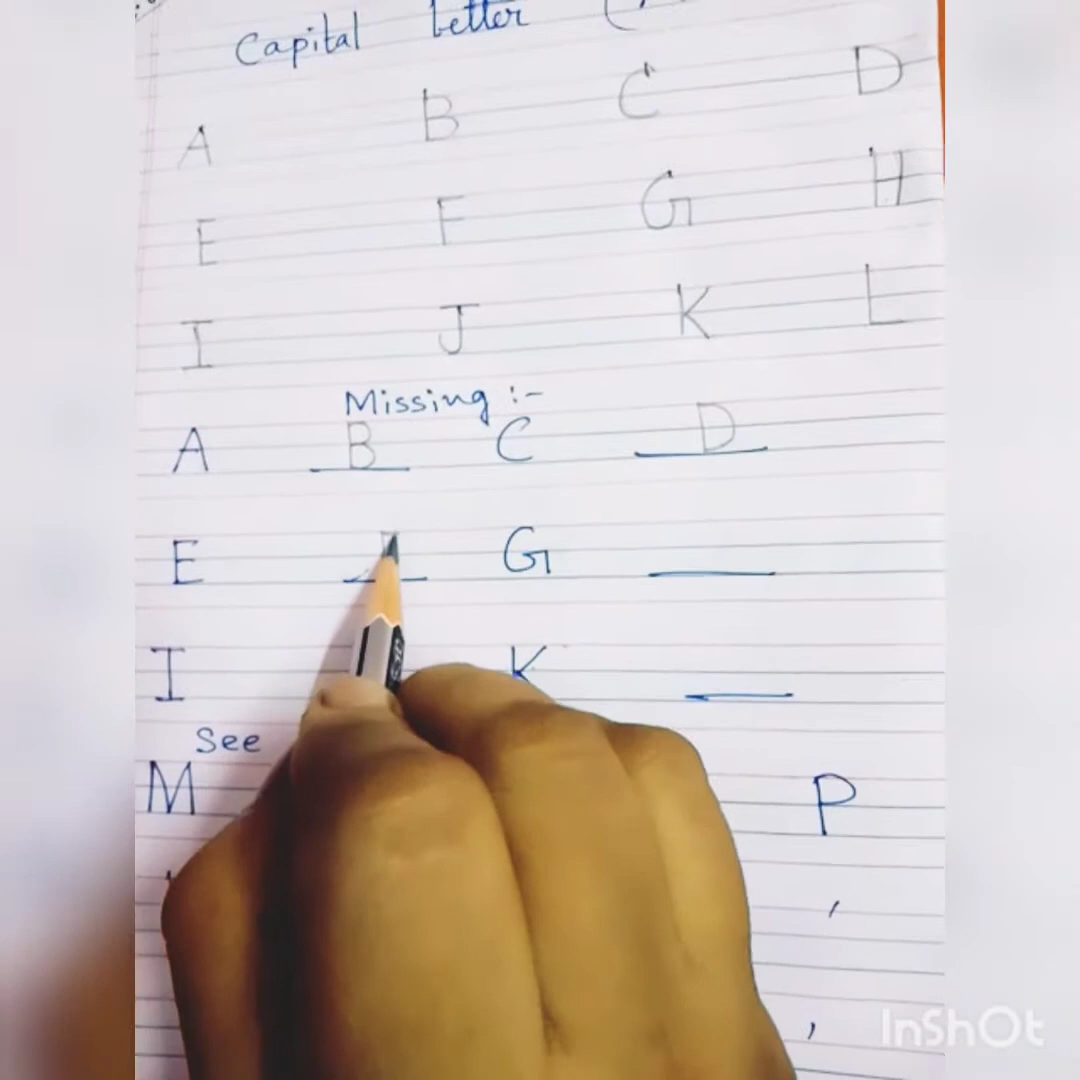 Capital Letter (
A B C D
E F G H
I J K L
Missing :-
A B C D
E G
I K
See
M P
,
,
InShOt